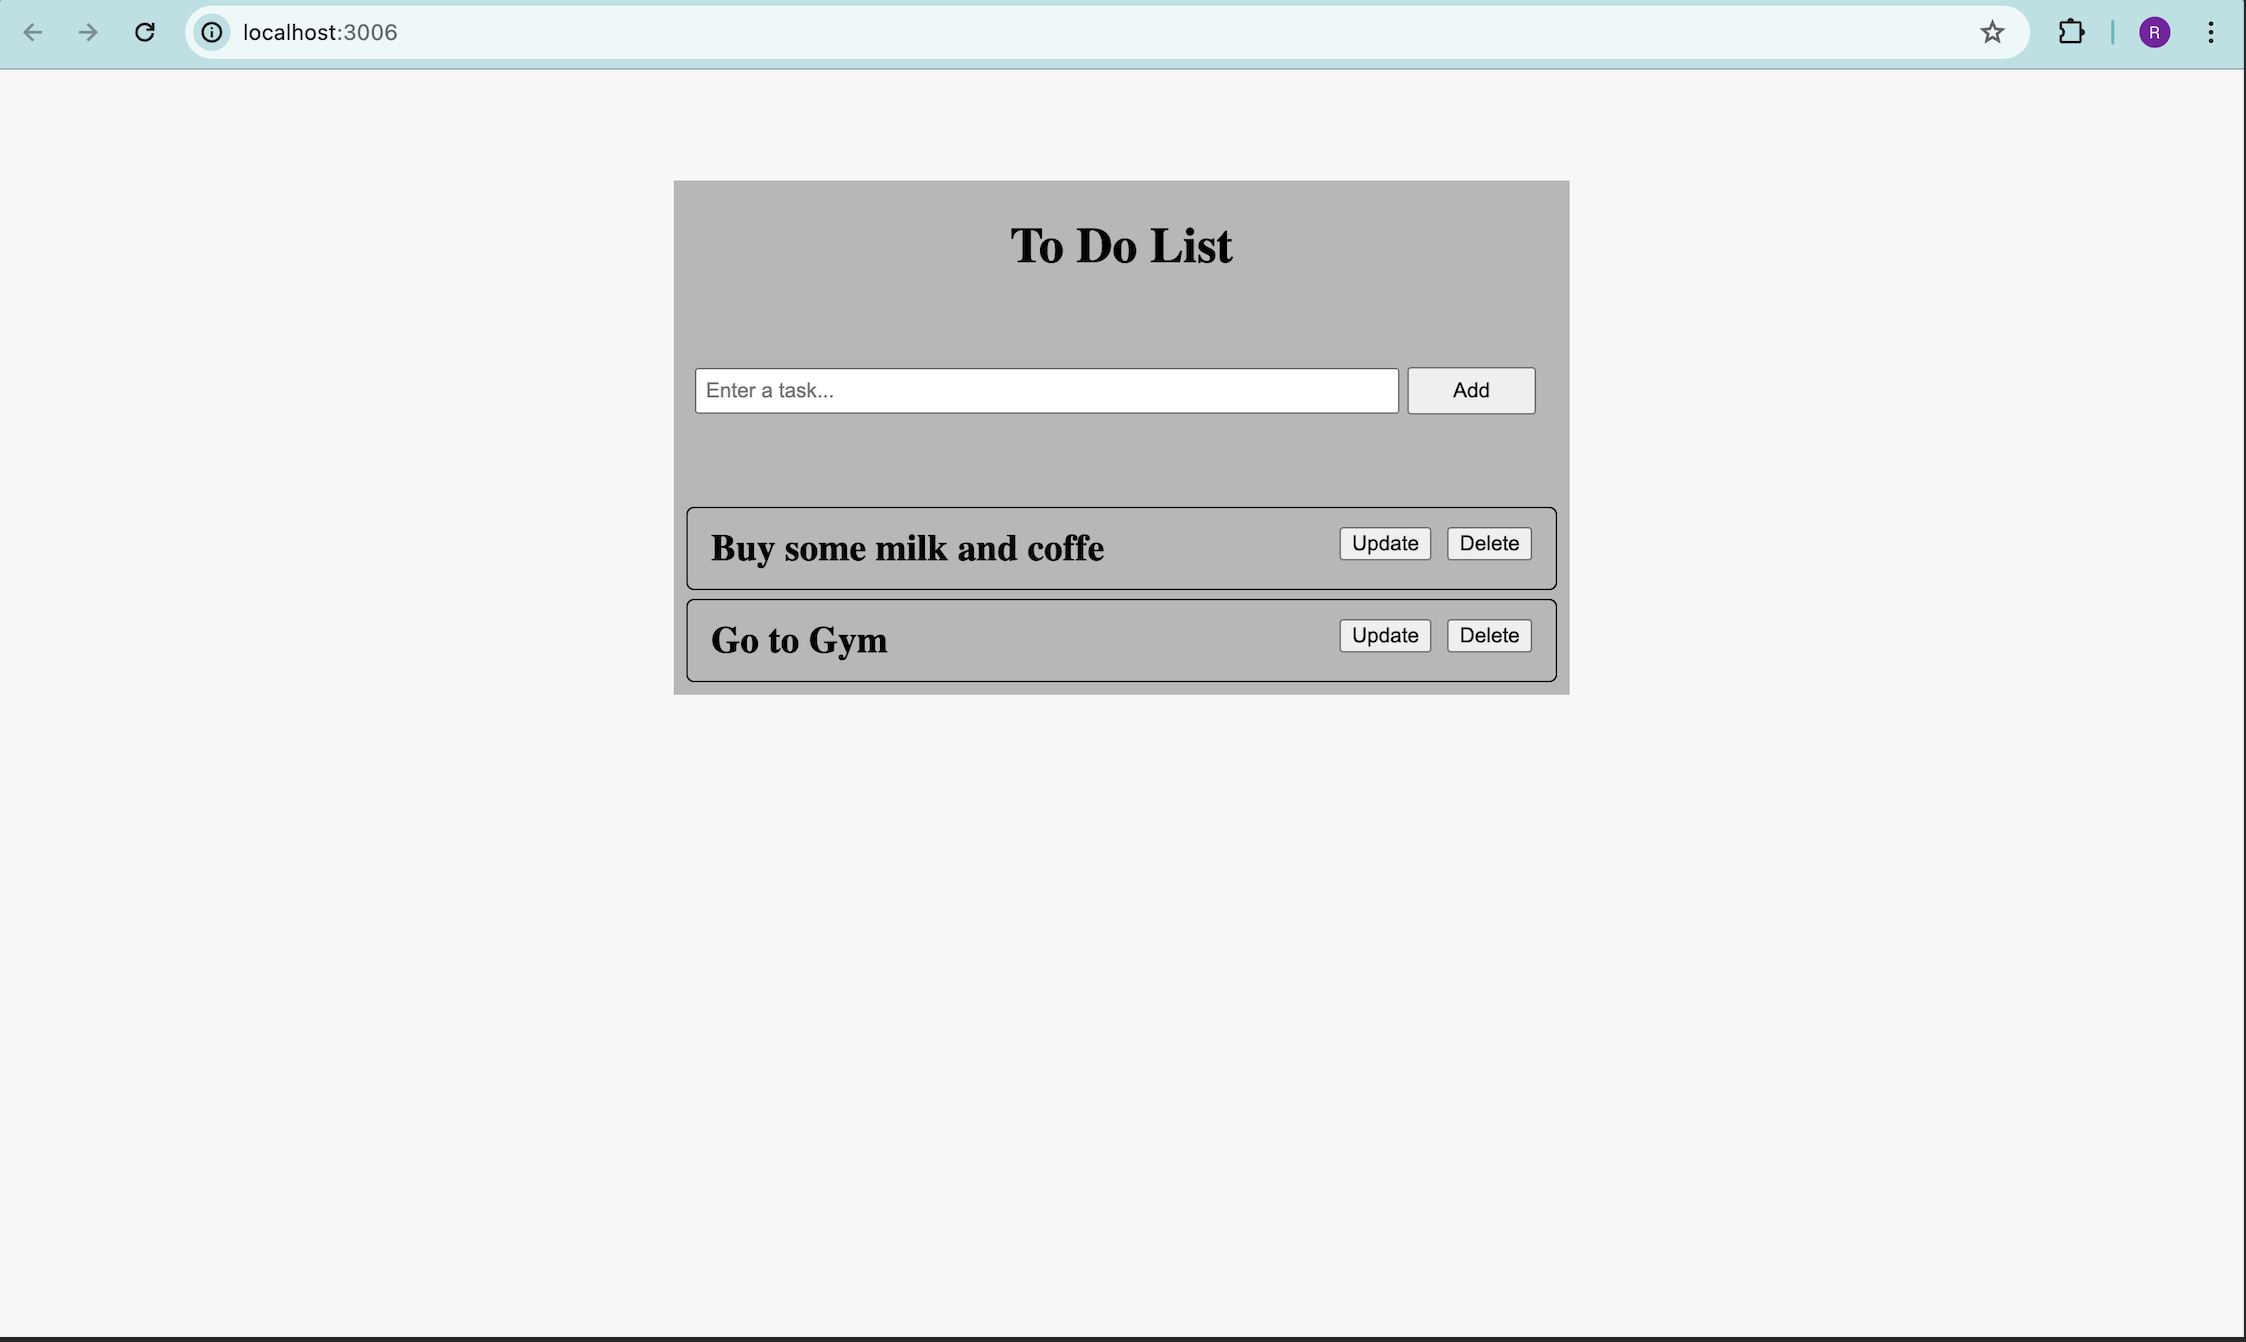 localhost:3006
R
To Do List
Enter a task...
Add
Buy some milk and coffe
Update
Delete
Go to Gym
Update
Delete